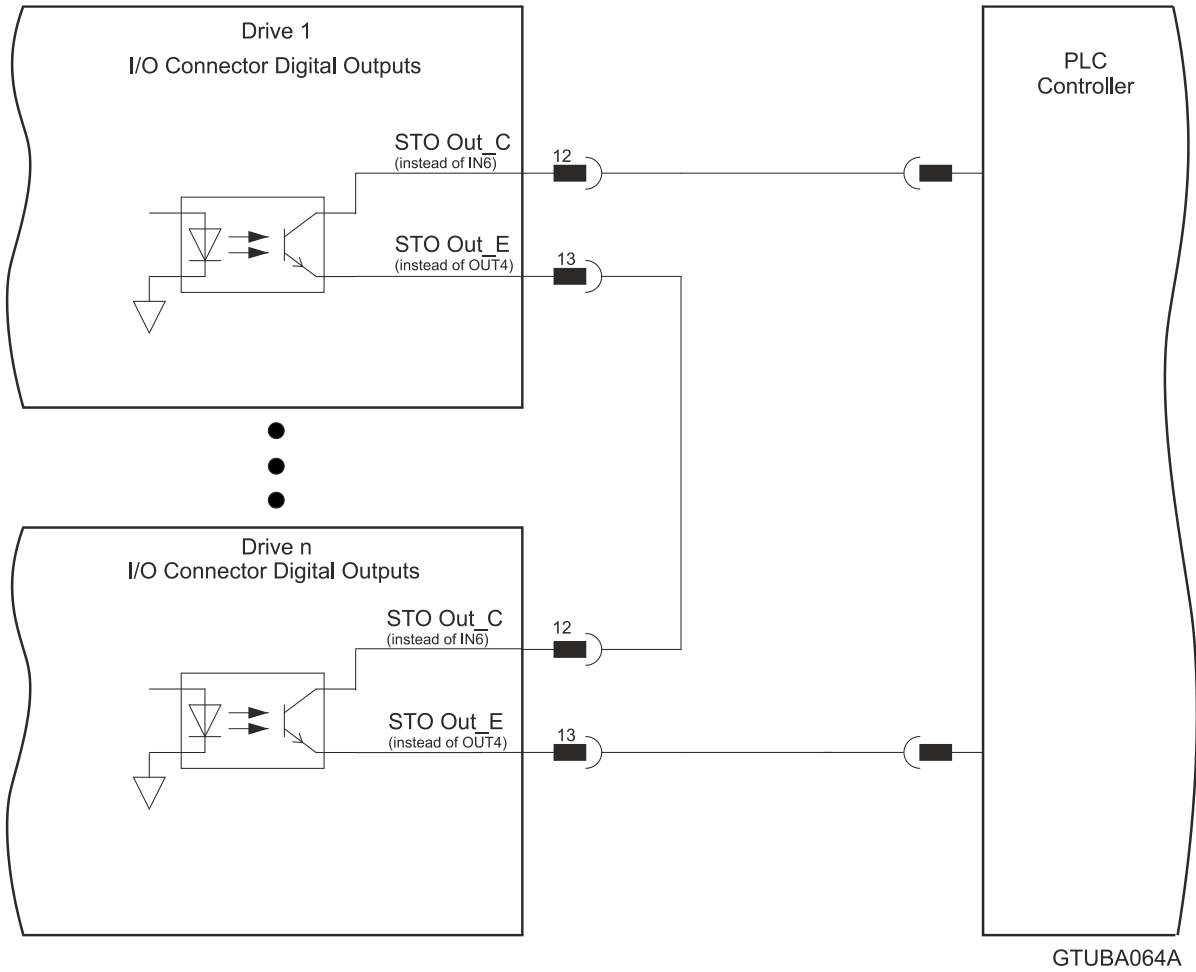 Drive 1
I/O Connector Digital Outputs
PLC
Controller
STO Out_C
(instead of IN6)
12
STO Out_E
(instead of OUT4)
13
Drive n
I/O Connector Digital Outputs
STO Out_C
(instead of IN6)
12
STO Out_E
(instead of OUT4)
13
GTUBA064A